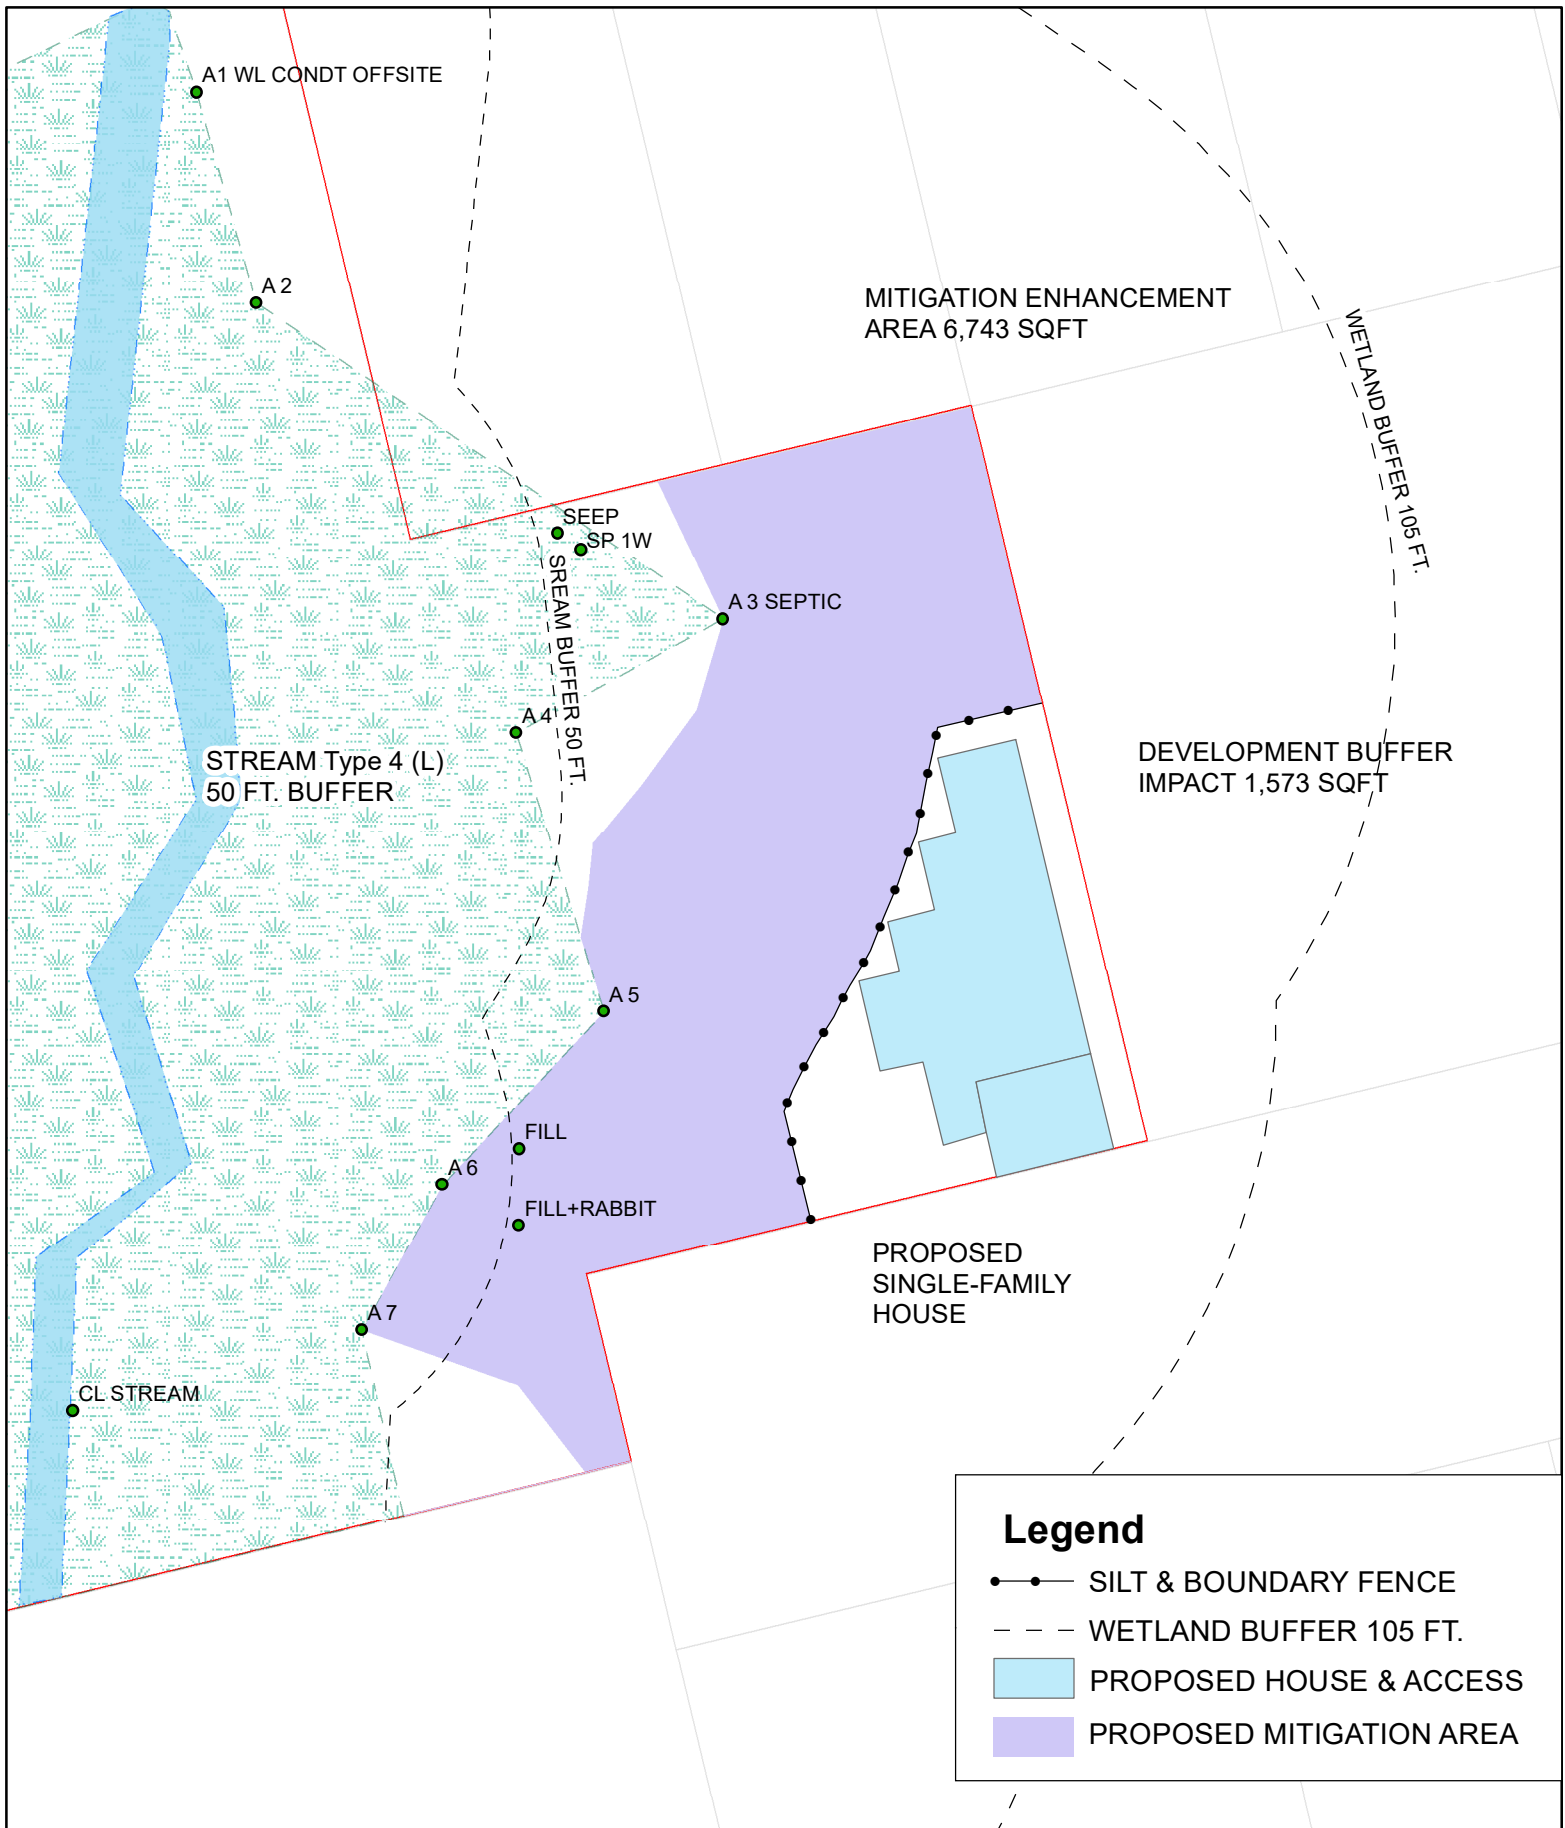 A1 WL CONDT OFFSITE
A 2
MITIGATION ENHANCEMENT
AREA 6,743 SQFT
WETLAND BUFFER 105 FT.
SEEP
SP 1W
SREAM BUFFER 50 FT.
A 3 SEPTIC
A 4
STREAM Type 4 (L)
50 FT. BUFFER
DEVELOPMENT BUFFER
IMPACT 1,573 SQFT
A 5
FILL
A 6
FILL+RABBIT
PROPOSED
SINGLE-FAMILY
HOUSE
A 7
CL STREAM
Legend
SILT & BOUNDARY FENCE
WETLAND BUFFER 105 FT.
PROPOSED HOUSE & ACCESS
PROPOSED MITIGATION AREA